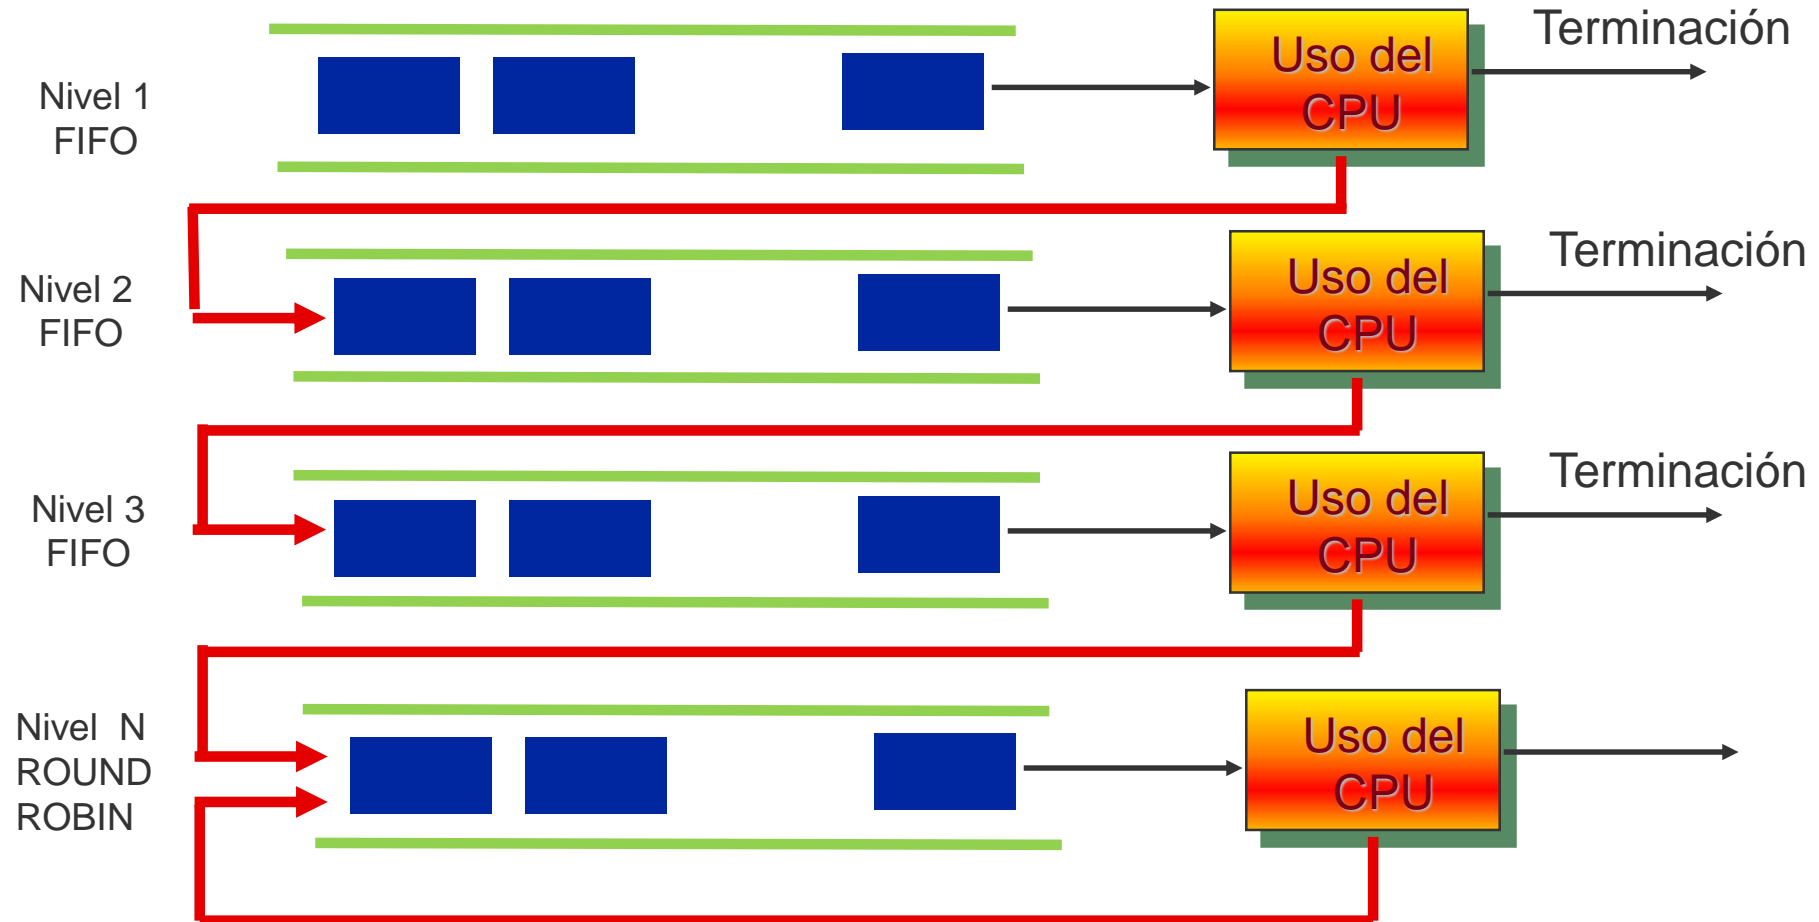 Terminación
Uso del
CPU
Nivel 1
FIFO
Terminación
Uso del
CPU
Nivel 2
FIFO
Terminación
Uso del
CPU
Nivel 3
FIFO
Uso del
CPU
Nivel N
ROUND
ROBIN